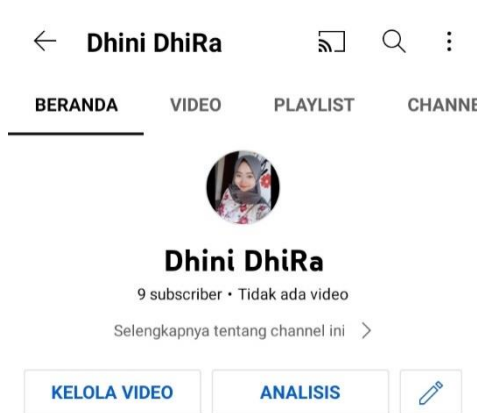 Dhini DhiRa
BERANDA VIDEO PLAYLIST CHANNE
Dhini DhiRa
9 subscriber • Tidak ada video
Selengkapnya tentang channel ini
KELOLA VIDEO ANALISIS